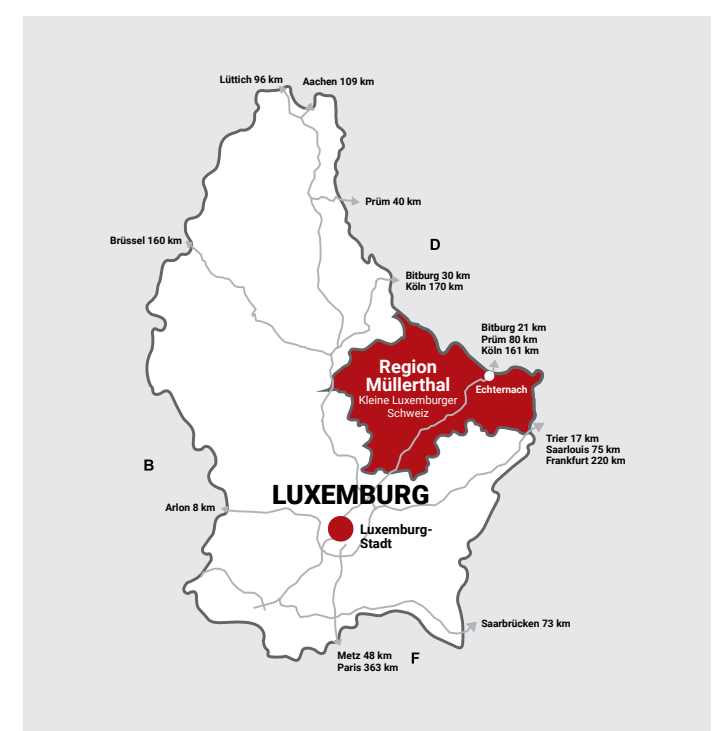 Lüttich 96 km
Aachen 109 km
Prüm 40 km
Brüssel 160 km
D
Bitburg 30 km
Köln 170 km
Bitburg 21 km
Prüm 80 km
Köln 161 km
Region
Müllerthal
Kleine Luxemburger
Schweiz
Echternach
Trier 17 km
Saarlouis 75 km
Frankfurt 220 km
B
LUXEMBURG
Arlon 8 km
Luxemburg-
Stadt
Saarbrücken 73 km
Metz 48 km
Paris 363 km
F